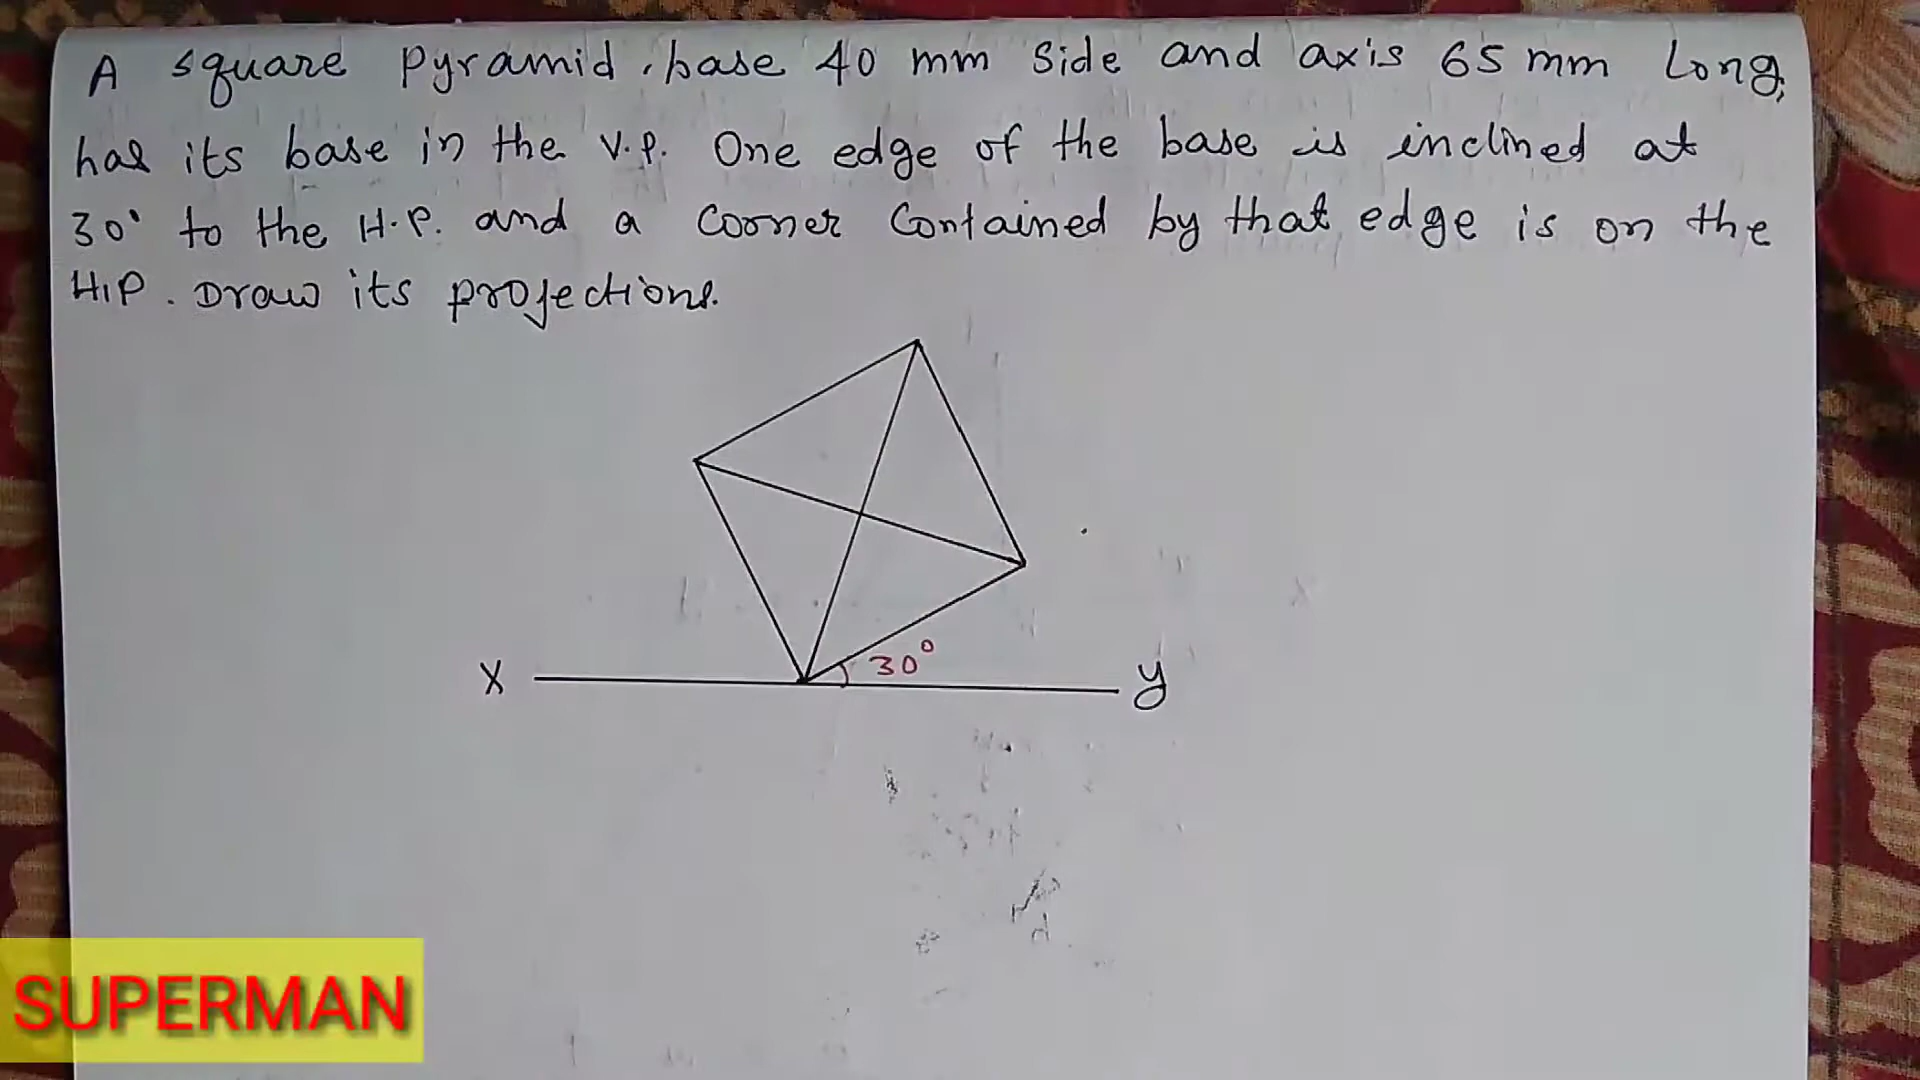 A square pyramid, base 40 mm side and axis 65 mm long,
has its base in the V.P. One edge of the base is inclined at
30° to the H.P. and a corner contained by that edge is on the
H.P. Draw its projections.
30°
X
y
d
SUPERMAN